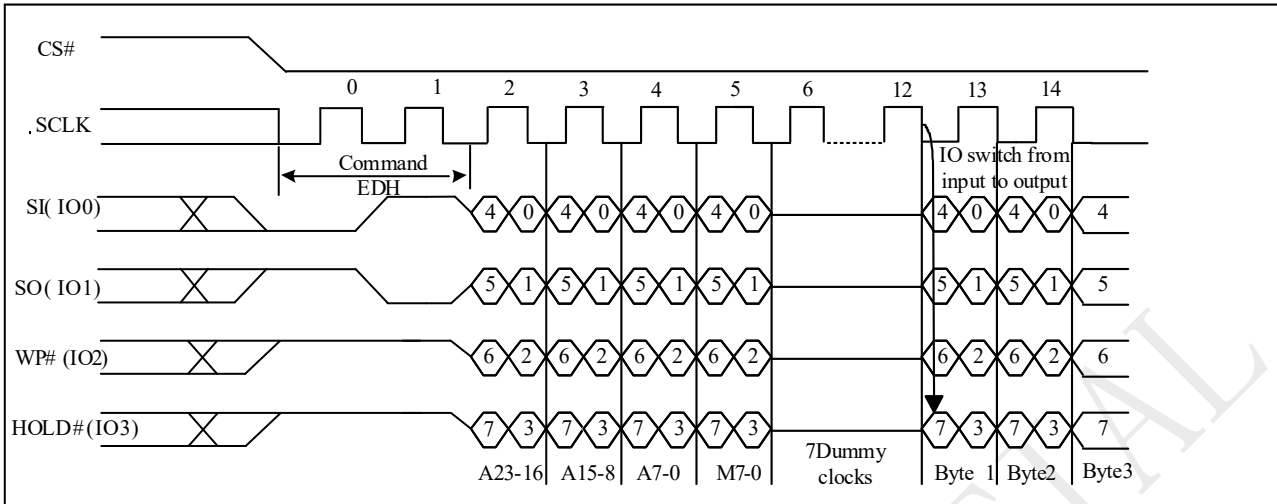 CS#
0 1 2 3 4 5 6 12 13 14
.SCLK
Command
EDH
IO switch from
input to output
SI( IO0) 4 0 4 0 4 0 4 0 4 0 4 0 4
SO( IO1) 5 1 5 1 5 1 5 1 5 1 5 1 5
WP# (IO2) 6 2 6 2 6 2 6 2 6 2 6 2 6
HOLD# (IO3) 7 3 7 3 7 3 7 3 7 3 7 3 7
A23-16 A15-8 A7-0 M7-0 7Dummy clocks Byte 1 Byte2 Byte3